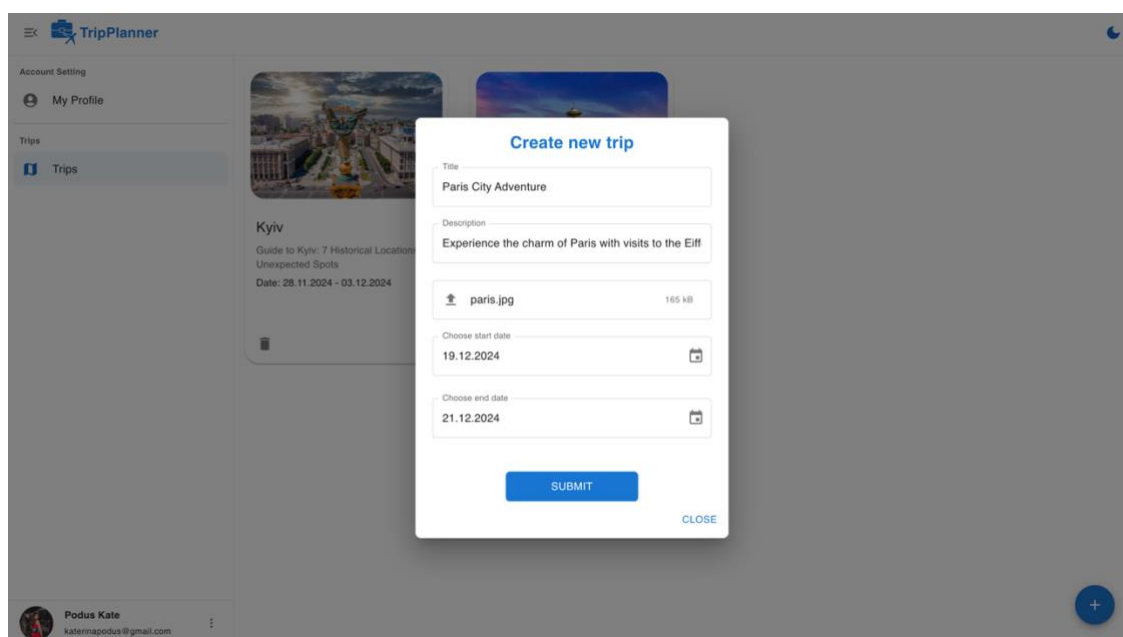 TripPlanner
Account Setting
My Profile
Trips
Trips
Kyiv
Guide to Kyiv: 7 Historical Location
Unexpected Spots
Date: 28.11.2024 - 03.12.2024
Create new trip
Title
Paris City Adventure
Description
Experience the charm of Paris with visits to the Eiff
paris.jpg 165 kB
Choose start date
19.12.2024
Choose end date
21.12.2024
SUBMIT
CLOSE
Podus Kate
katerinapodus@gmail.com